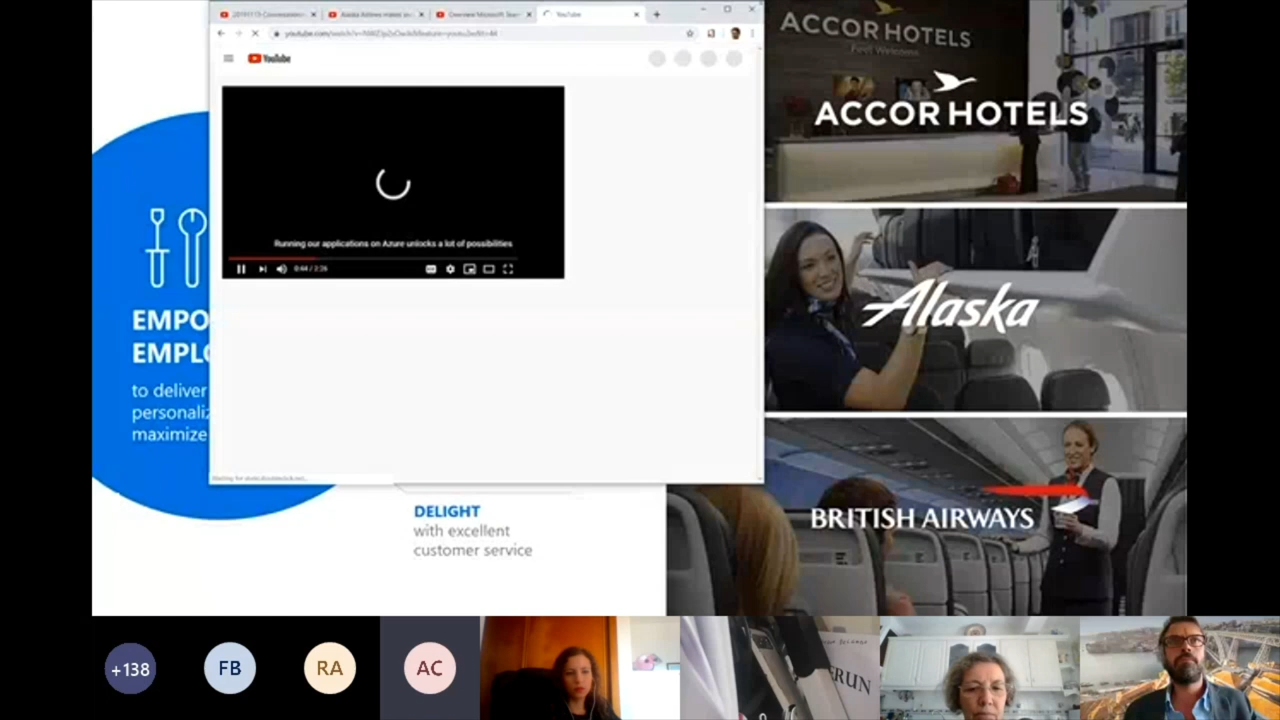 YouTube
YouTube
Running our applications on Azure unlocks a lot of possibilities
0:44 / 2:26
EMPO
EMPL
to deliver
personaliz
maximize
DELIGHT
with excellent
customer service
ACCOR HOTELS
Feel Welcome
ACCOR HOTELS
Alaska
BRITISH AIRWAYS
+138
FB
RA
AC
ERUN